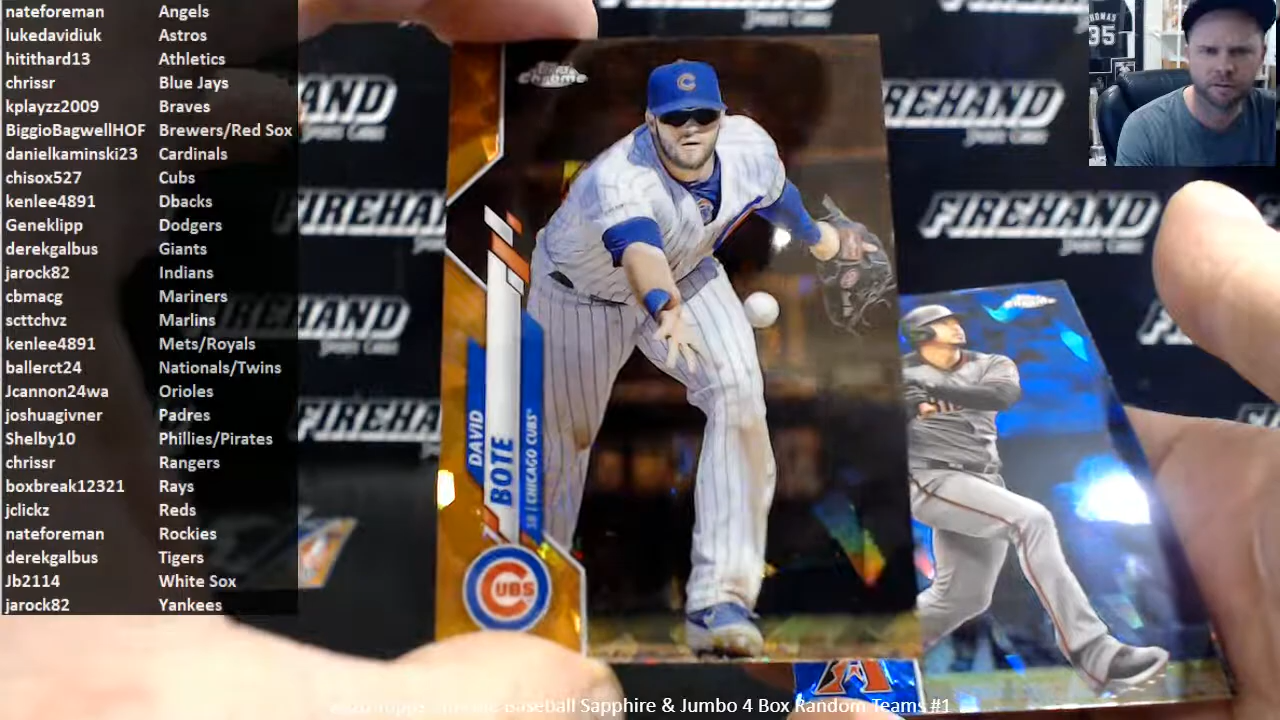 nateforeman Angels
lukedavidiuk Astros
hitithard13 Athletics
chrissr Blue Jays
kplayzz2009 Braves
BiggioBagwellHOF Brewers/Red Sox
danielkaminski23 Cardinals
chisox527 Cubs
kenlee4891 Dbacks
Geneklipp Dodgers
derekgalbus Giants
jarock82 Indians
cbmacg Mariners
scttchvz Marlins
kenlee4891 Mets/Royals
ballerct24 Nationals/Twins
Jcannon24wa Orioles
joshuagivner Padres
Shelby10 Phillies/Pirates
chrissr Rangers
boxbreak12321 Rays
jclickz Reds
nateforeman Rockies
derekgalbus Tigers
Jb2114 White Sox
jarock82 Yankees
Topps Chrome
C
DAVID
BOTE
CHICAGO CUBS
CUBS
FIREHAND
FIREHAND
FIREHAND
FIREHAND
THOMAS
35
A
Baseball Sapphire & Jumbo 4 Box Random Teams #1